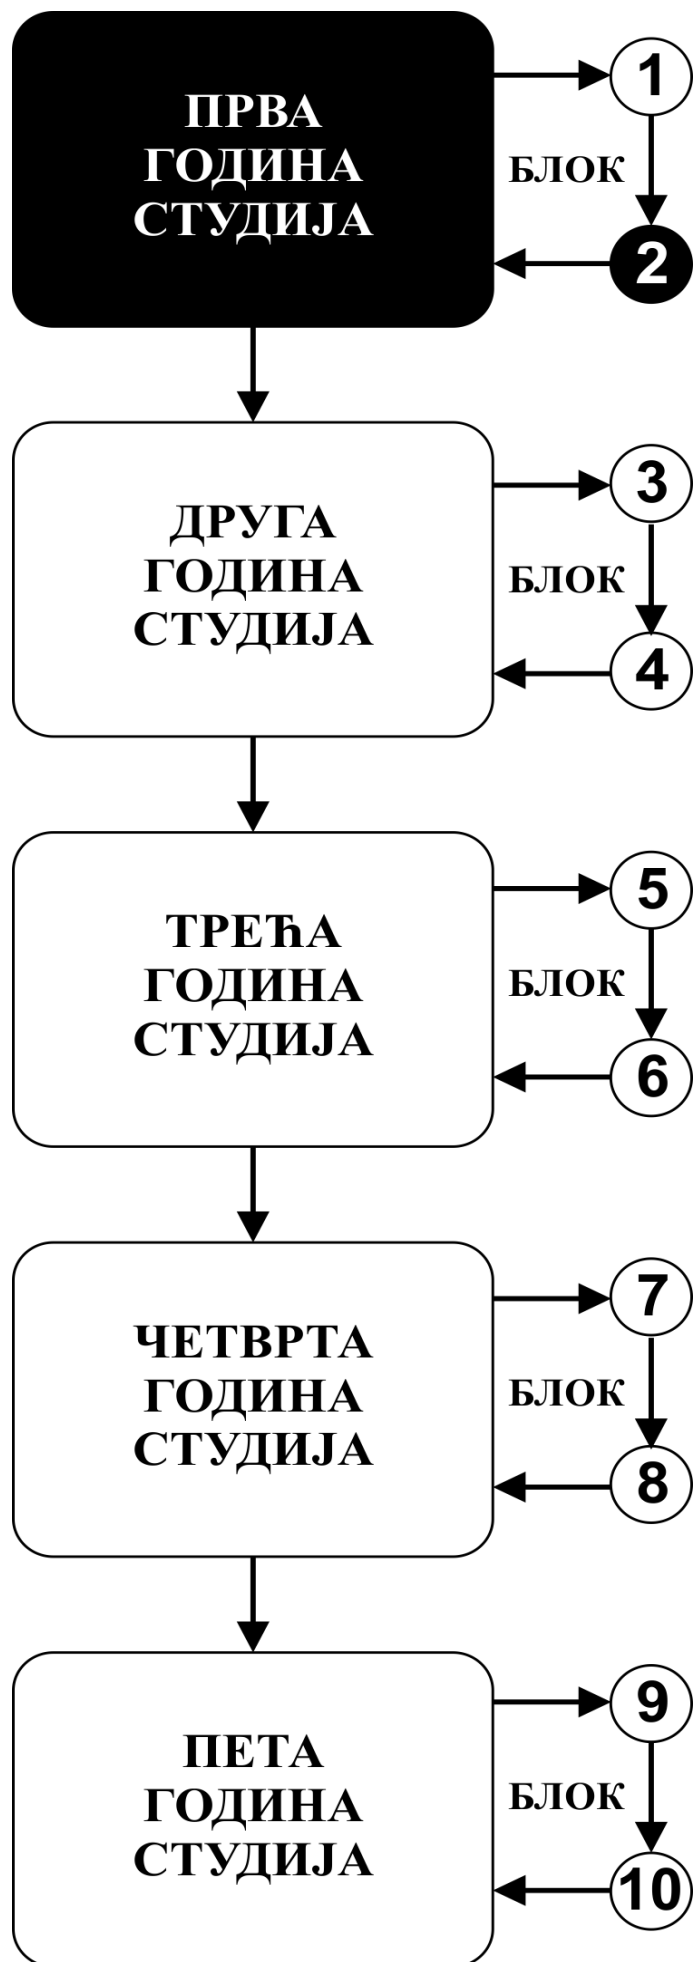 ПРВА
ГОДИНА
СТУДИЈА
1
БЛОК
2
ДРУГА
ГОДИНА
СТУДИЈА
3
БЛОК
4
ТРЕЋА
ГОДИНА
СТУДИЈА
5
БЛОК
6
ЧЕТВРТА
ГОДИНА
СТУДИЈА
7
БЛОК
8
ПЕТА
ГОДИНА
СТУДИЈА
9
БЛОК
10